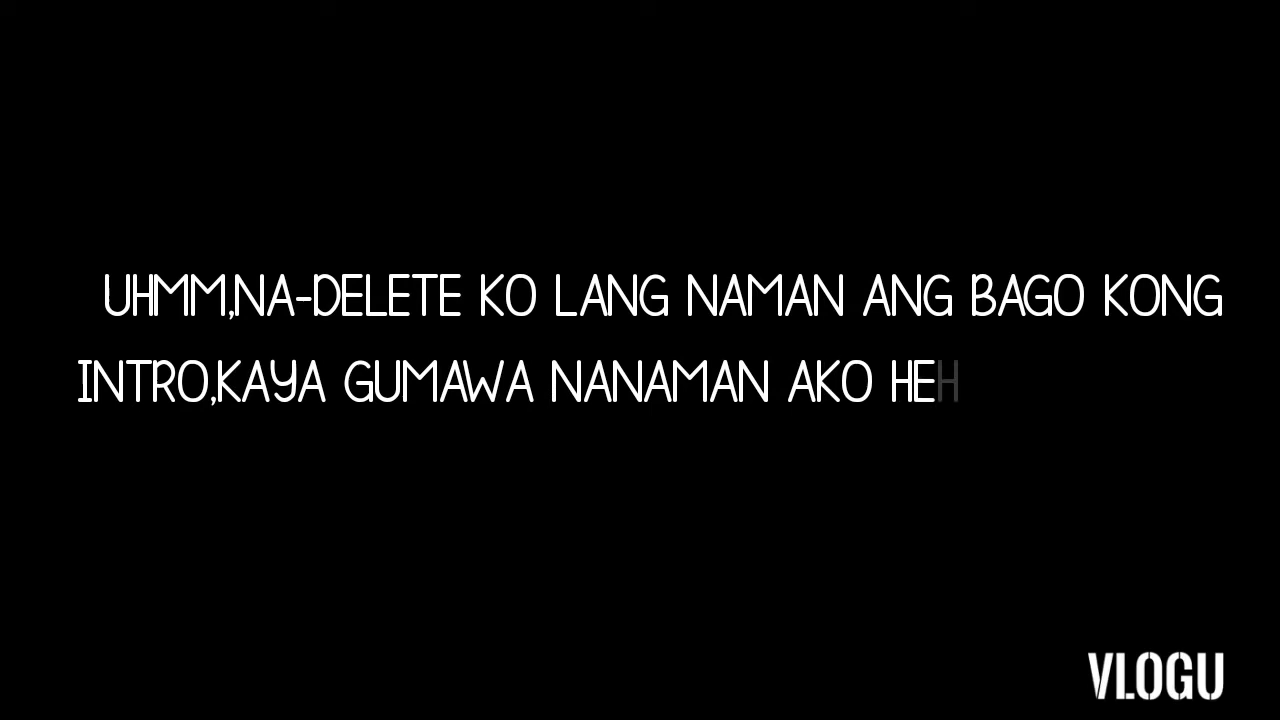 UHMM,NA-DELETE KO LANG NAMAN ANG BAGO KONG
INTRO,KAYA GUMAWA NANAMAN AKO HEH
VLOGU